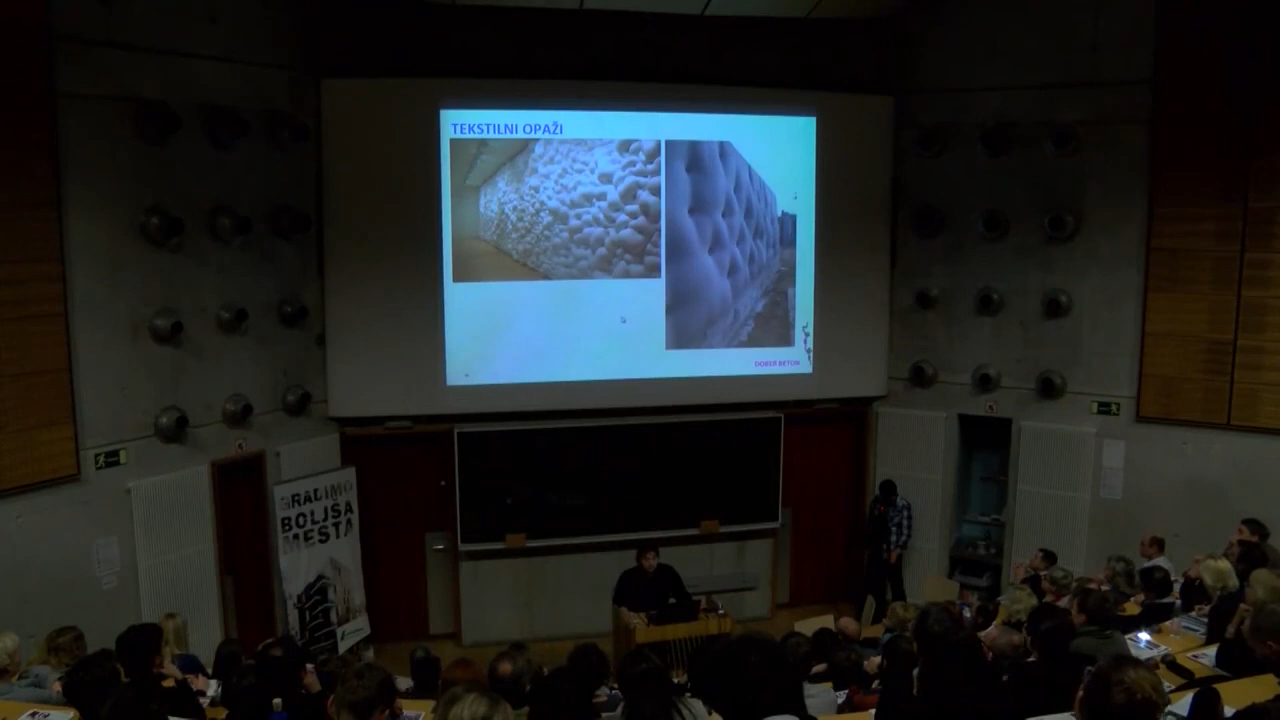 TEKSTILNI OPAŽI
DOBER BETON
GRADIMO
BOLJŠA
MESTA